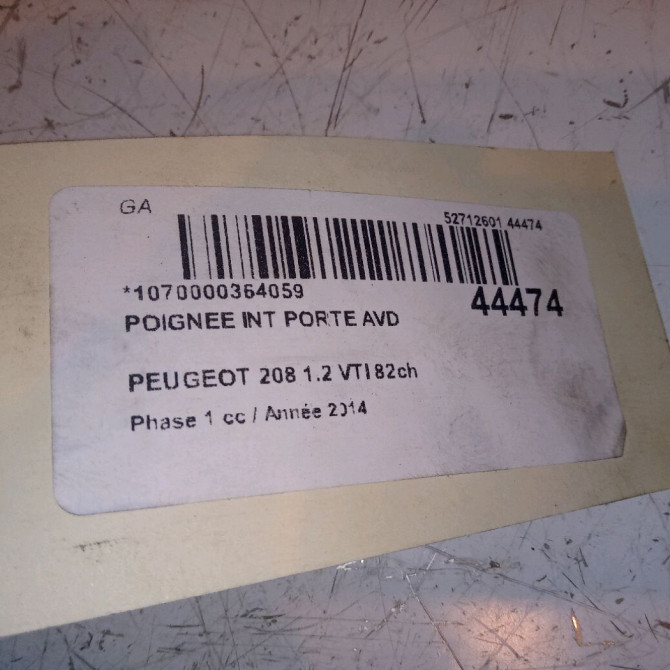 GA
52712601 44474
*1070000364059
44474
POIGNEE INT PORTE AVD
PEUGEOT 208 1.2 VTI 82ch
Phase 1 cc / Année 2014